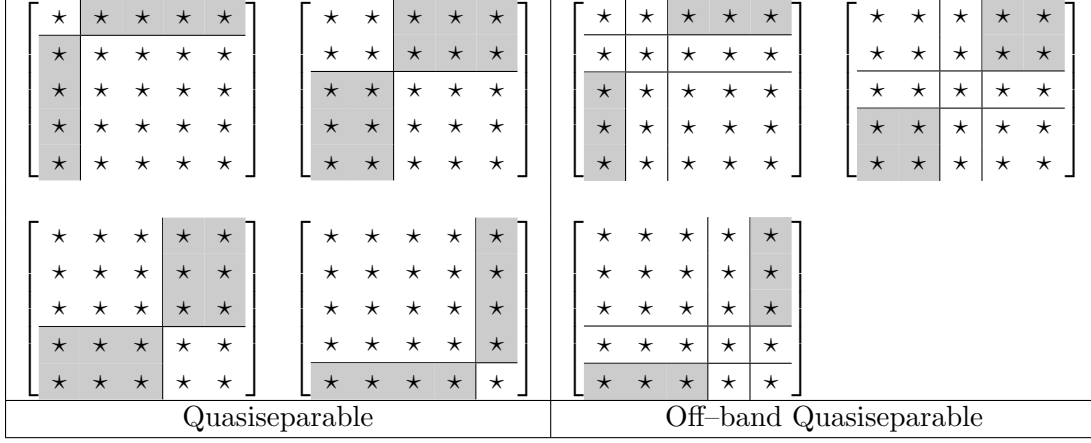 ⋆ ⋆ ⋆ ⋆ ⋆ ⋆ ⋆ ⋆ ⋆ ⋆ ⋆ ⋆ ⋆ ⋆ ⋆ ⋆ ⋆ ⋆ ⋆ ⋆
⋆ ⋆ ⋆ ⋆ ⋆ ⋆ ⋆ ⋆ ⋆ ⋆ ⋆ ⋆ ⋆ ⋆ ⋆ ⋆ ⋆ ⋆ ⋆ ⋆
⋆ ⋆ ⋆ ⋆ ⋆ ⋆ ⋆ ⋆ ⋆ ⋆ ⋆ ⋆ ⋆ ⋆ ⋆ ⋆ ⋆ ⋆ ⋆ ⋆
⋆ ⋆ ⋆ ⋆ ⋆ ⋆ ⋆ ⋆ ⋆ ⋆ ⋆ ⋆ ⋆ ⋆ ⋆ ⋆ ⋆ ⋆ ⋆ ⋆
⋆ ⋆ ⋆ ⋆ ⋆ ⋆ ⋆ ⋆ ⋆ ⋆ ⋆ ⋆ ⋆ ⋆ ⋆ ⋆ ⋆ ⋆ ⋆ ⋆
⋆ ⋆ ⋆ ⋆ ⋆ ⋆ ⋆ ⋆ ⋆ ⋆ ⋆ ⋆ ⋆ ⋆ ⋆
⋆ ⋆ ⋆ ⋆ ⋆ ⋆ ⋆ ⋆ ⋆ ⋆ ⋆ ⋆ ⋆ ⋆ ⋆
⋆ ⋆ ⋆ ⋆ ⋆ ⋆ ⋆ ⋆ ⋆ ⋆ ⋆ ⋆ ⋆ ⋆ ⋆
⋆ ⋆ ⋆ ⋆ ⋆ ⋆ ⋆ ⋆ ⋆ ⋆ ⋆ ⋆ ⋆ ⋆ ⋆
⋆ ⋆ ⋆ ⋆ ⋆ ⋆ ⋆ ⋆ ⋆ ⋆ ⋆ ⋆ ⋆ ⋆ ⋆
Quasiseparable
Off–band Quasiseparable